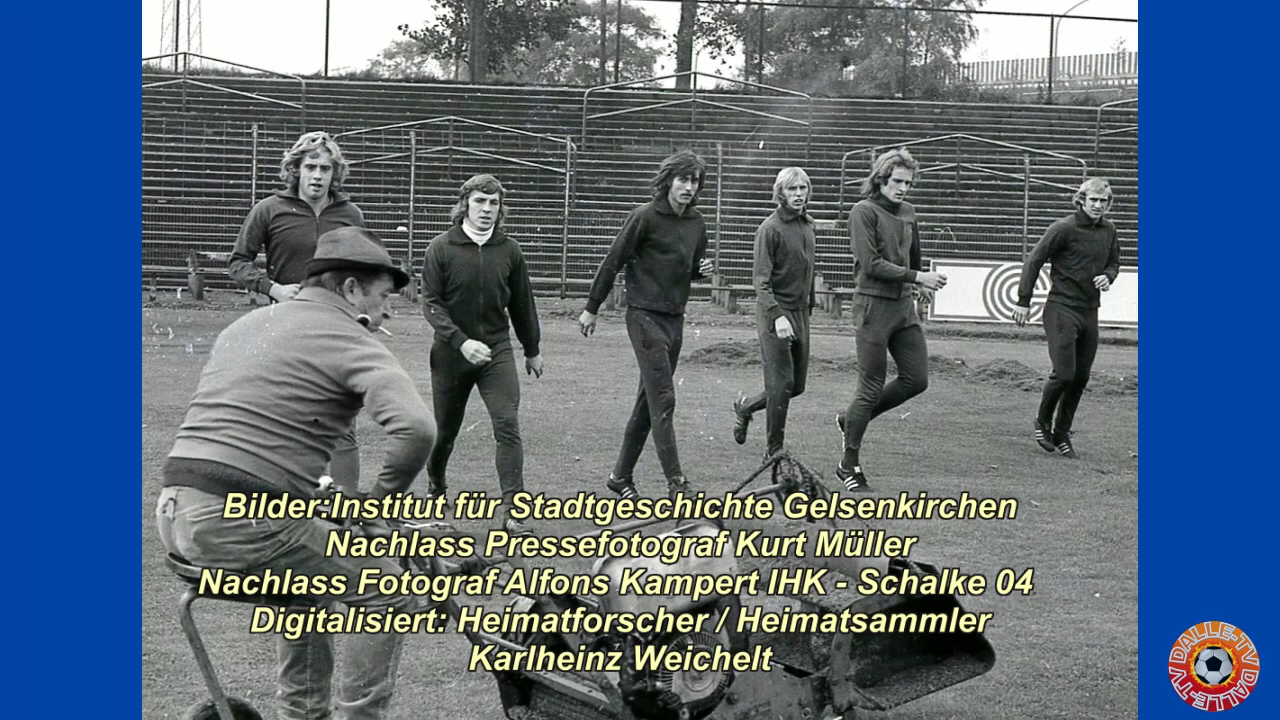 Bilder:Institut für Stadtgeschichte Gelsenkirchen
Nachlass Pressefotograf Kurt Müller
Nachlass Fotograf Alfons Kampert IHK - Schalke 04
Digitalisiert: Heimatforscher / Heimatsammler
Karlheinz Weichelt
DALLE-TV DALLE-TV